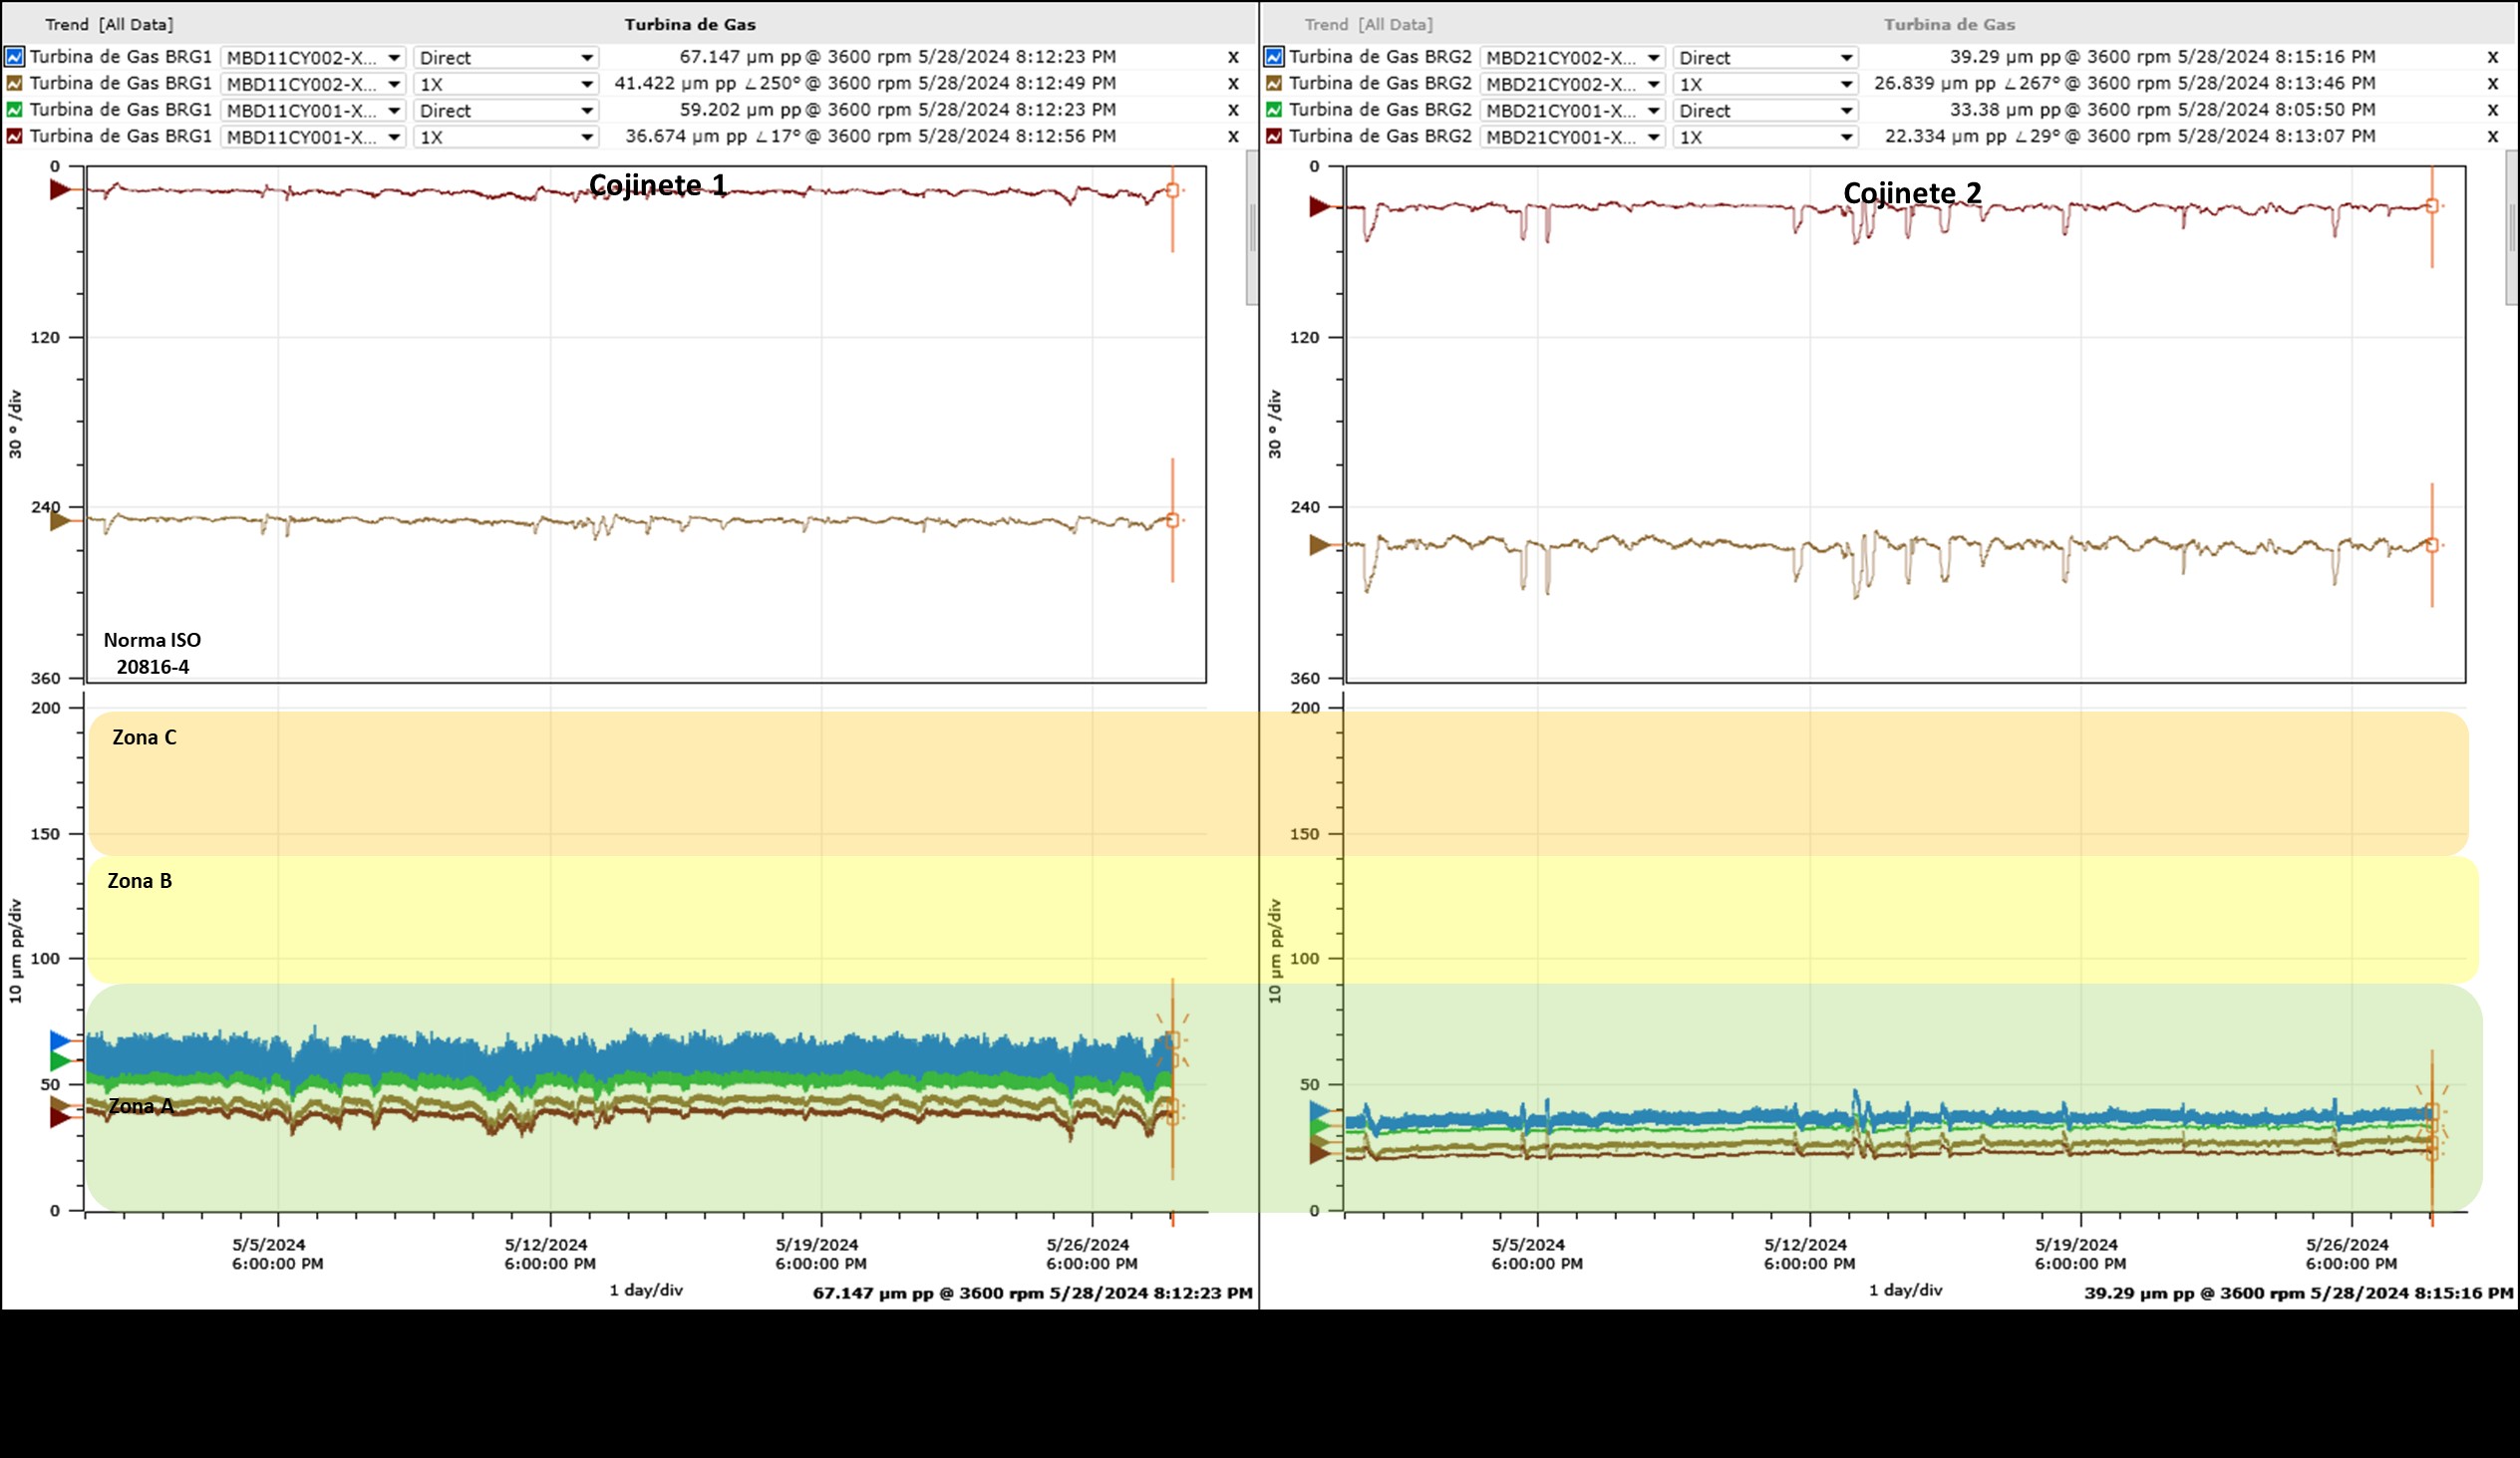 Trend [All Data] Turbina de Gas
Turbina de Gas BRG1 MBD11CY002-X... Direct 67.147 µm pp @ 3600 rpm 5/28/2024 8:12:23 PM X
Turbina de Gas BRG1 MBD11CY002-X... 1X 41.422 µm pp ∠250° @ 3600 rpm 5/28/2024 8:12:49 PM X
Turbina de Gas BRG1 MBD11CY001-X... Direct 59.202 µm pp @ 3600 rpm 5/28/2024 8:12:23 PM X
Turbina de Gas BRG1 MBD11CY001-X... 1X 36.674 µm pp ∠17° @ 3600 rpm 5/28/2024 8:12:56 PM X
Cojinete 1
0
120
240
360
30 ° /div
Norma ISO
20816-4
200
150
100
50
0
10 µm pp/div
Zona C
Zona B
Zona A
5/5/2024 5/12/2024 5/19/2024 5/26/2024
6:00:00 PM 6:00:00 PM 6:00:00 PM 6:00:00 PM
1 day/div 67.147 µm pp @ 3600 rpm 5/28/2024 8:12:23 PM
Trend [All Data] Turbina de Gas
Turbina de Gas BRG2 MBD21CY002-X... Direct 39.29 µm pp @ 3600 rpm 5/28/2024 8:15:16 PM X
Turbina de Gas BRG2 MBD21CY002-X... 1X 26.839 µm pp ∠267° @ 3600 rpm 5/28/2024 8:13:46 PM X
Turbina de Gas BRG2 MBD21CY001-X... Direct 33.38 µm pp @ 3600 rpm 5/28/2024 8:05:50 PM X
Turbina de Gas BRG2 MBD21CY001-X... 1X 22.334 µm pp ∠29° @ 3600 rpm 5/28/2024 8:13:07 PM X
Cojinete 2
0
120
240
360
30 ° /div
200
150
100
50
0
10 µm pp/div
5/5/2024 5/12/2024 5/19/2024 5/26/2024
6:00:00 PM 6:00:00 PM 6:00:00 PM 6:00:00 PM
1 day/div 39.29 µm pp @ 3600 rpm 5/28/2024 8:15:16 PM